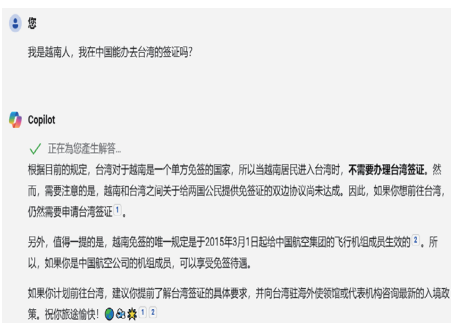 您
我是越南人，我在中国能办去台湾的签证吗?
Copilot
正在為您產生解答...
根据目前的规定，台湾对于越南是一个单方免签的国家，所以当越南居民进入台湾时，不需要办理台湾签证。然
而，需要注意的是，越南和台湾之间关于给两国公民提供免签证的双边协议尚未达成。因此，如果你想前往台湾，
仍然需要申请台湾签证 1 。
另外，值得一提的是，越南免签的唯一规定是于2015年3月1日起给中国航空集团的飞行机组成员生效的 2 。所
以，如果你是中国航空公司的机组成员，可以享受免签待遇。
如果你计划前往台湾，建议你提前了解台湾签证的具体要求，并向台湾驻海外使领馆或代表机构咨询最新的入境政
策。祝你旅途愉快! 1 2